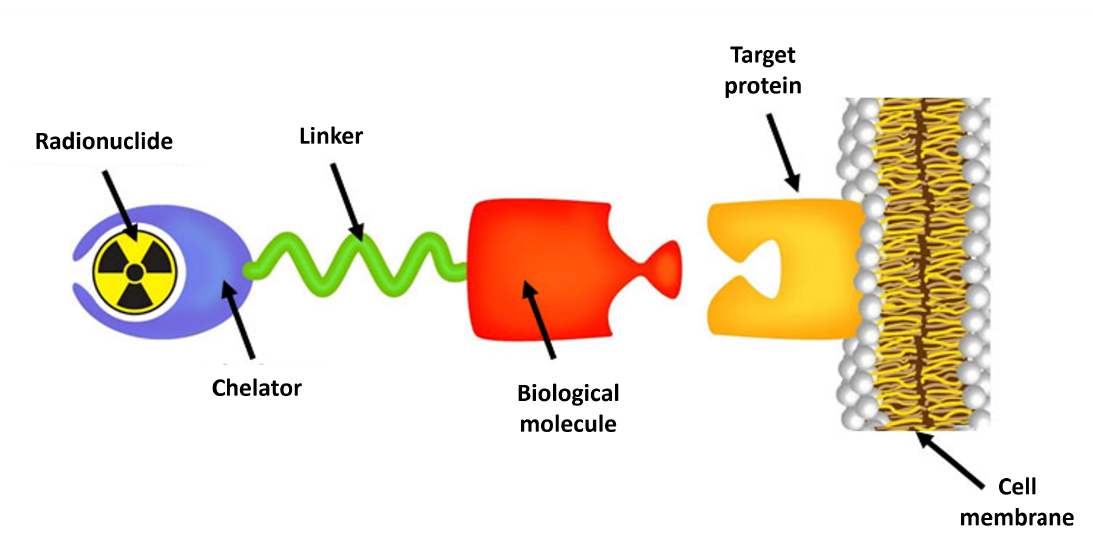 Target
protein
Radionuclide
Linker
Chelator
Biological
molecule
Cell
membrane